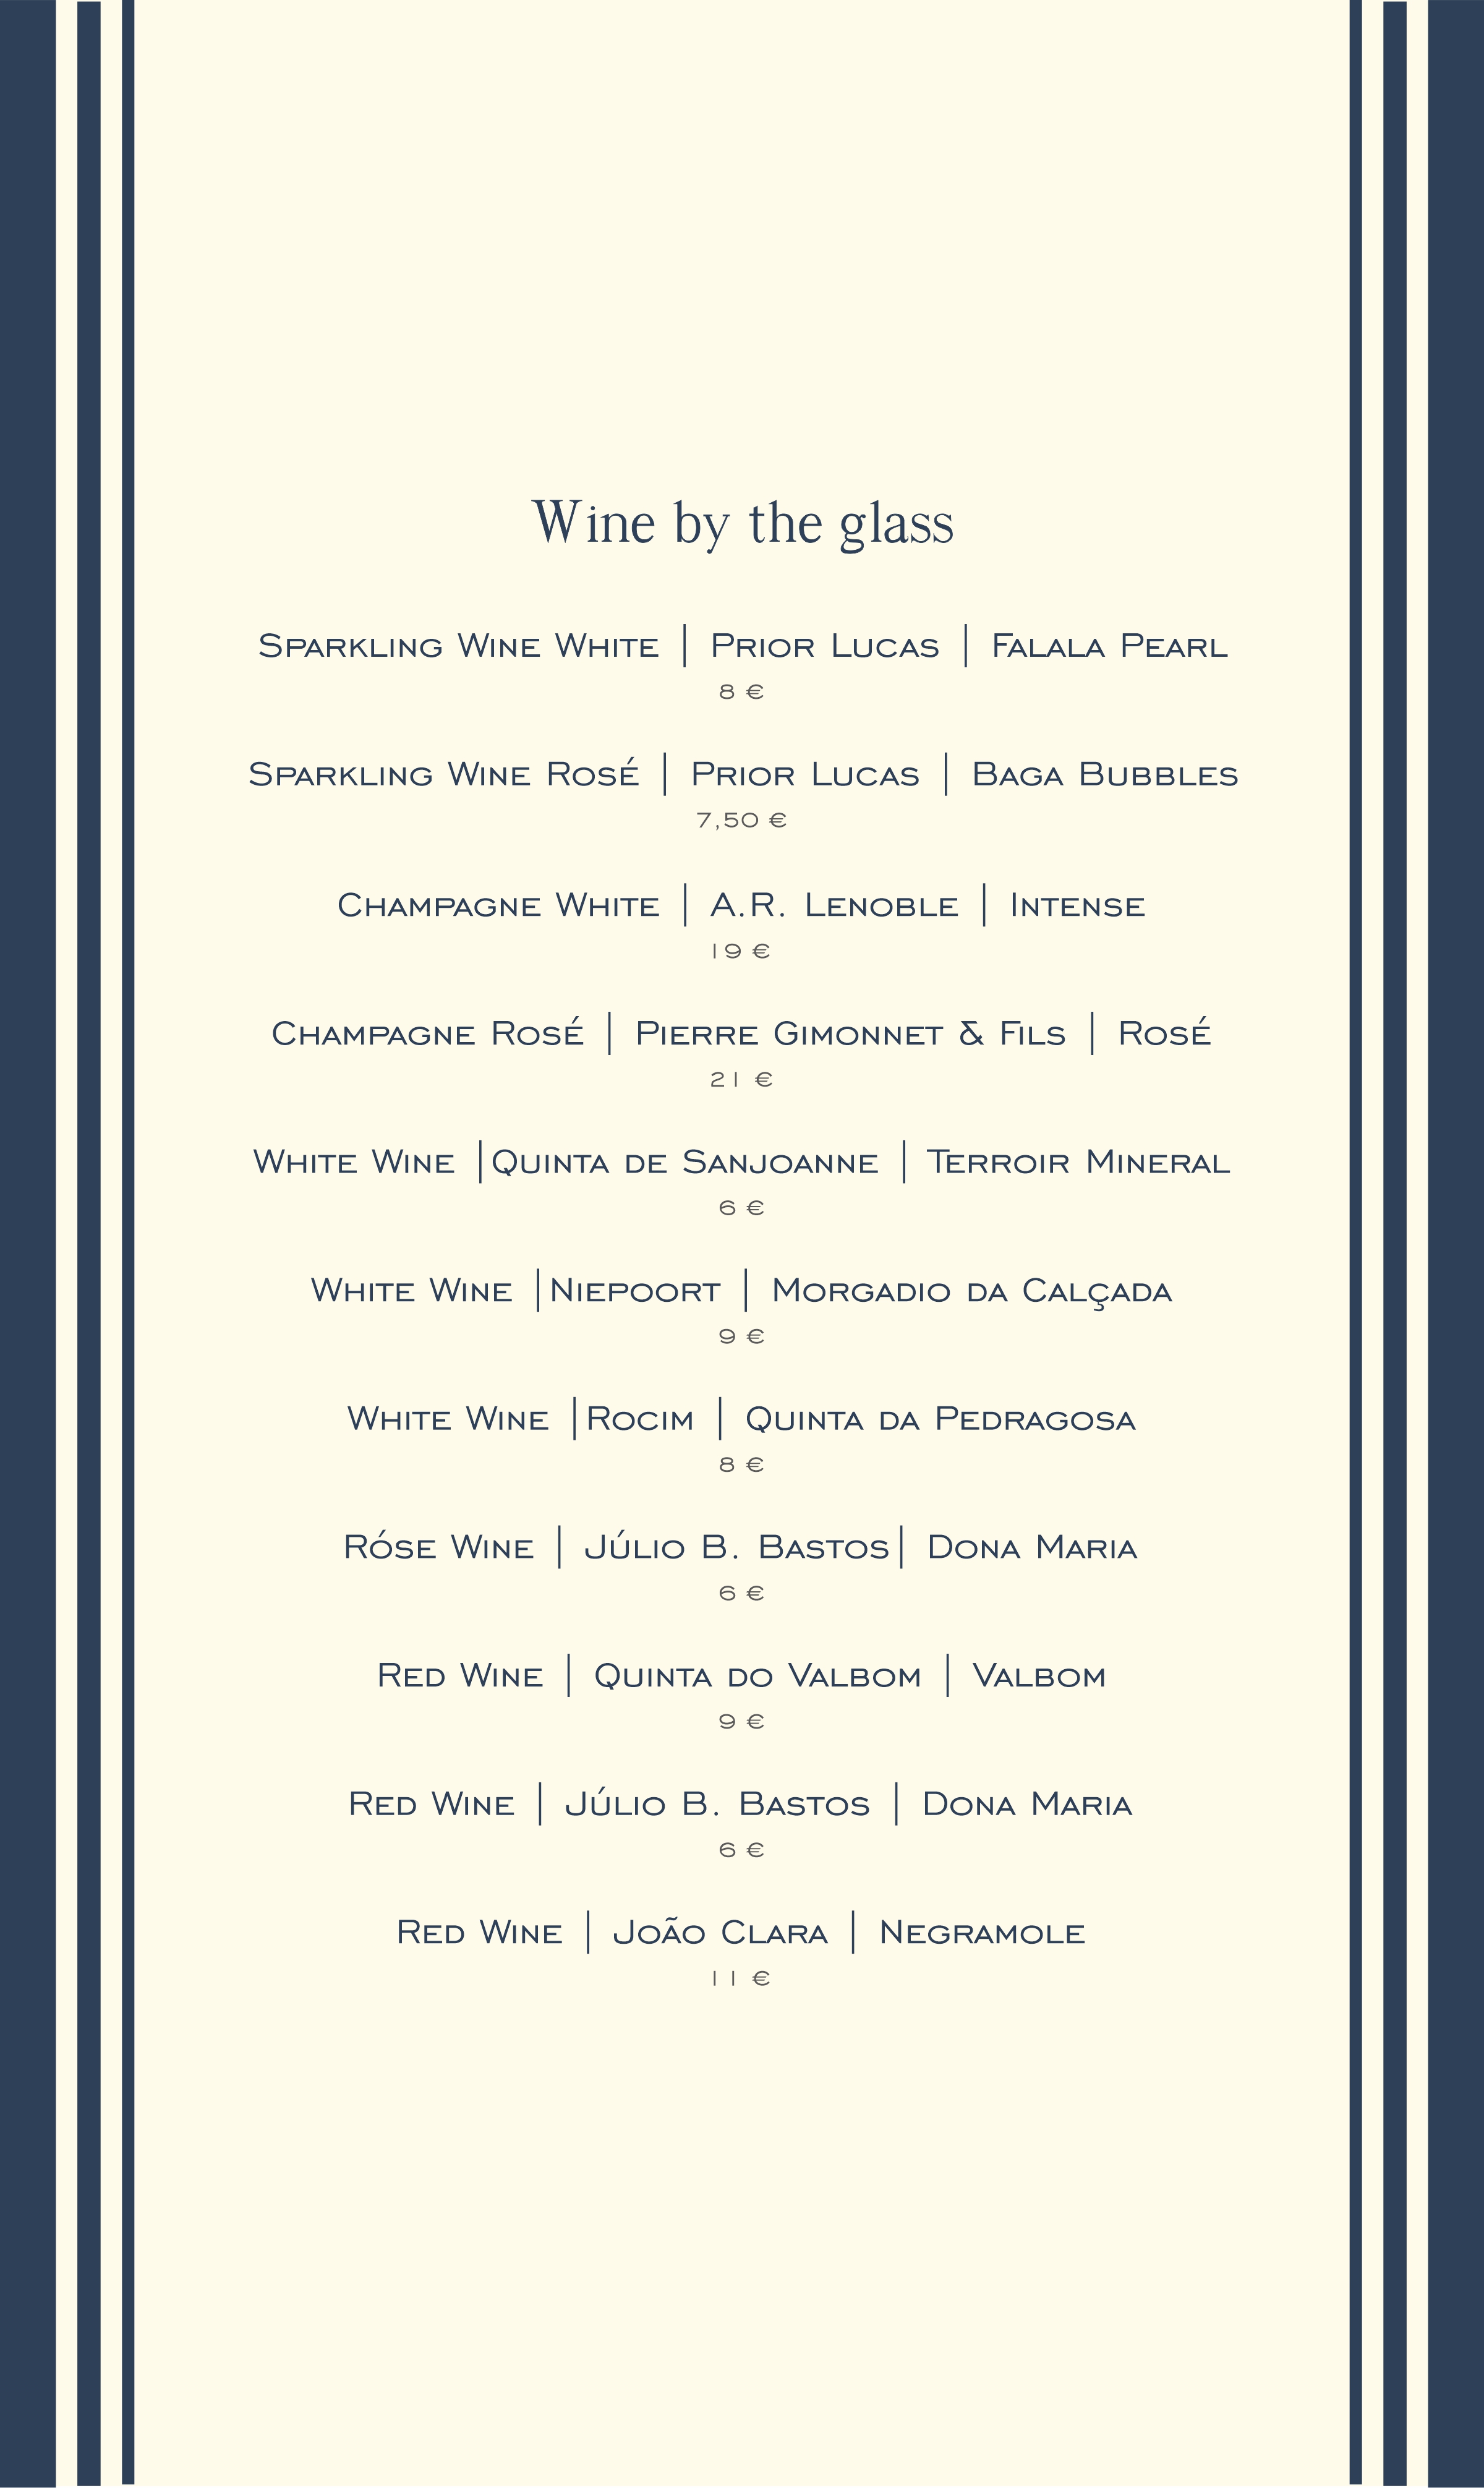 Wine by the glass
Sparkling Wine White | Prior Lucas | Falala Pearl
8 €
Sparkling Wine Rosé | Prior Lucas | Baga Bubbles
7,50 €
Champagne White | A.R. Lenoble | Intense
19 €
Champagne Rosé | Pierre Gimonnet & Fils | Rosé
21 €
White Wine |Quinta de Sanjoanne | Terroir Mineral
6 €
White Wine |Niepoort | Morgadio da Calçada
9 €
White Wine |Rocim | Quinta da Pedragosa
8 €
Róse Wine | Júlio B. Bastos| Dona Maria
6 €
Red Wine | Quinta do Valbom | Valbom
9 €
Red Wine | Júlio B. Bastos | Dona Maria
6 €
Red Wine | João Clara | Negramole
11 €